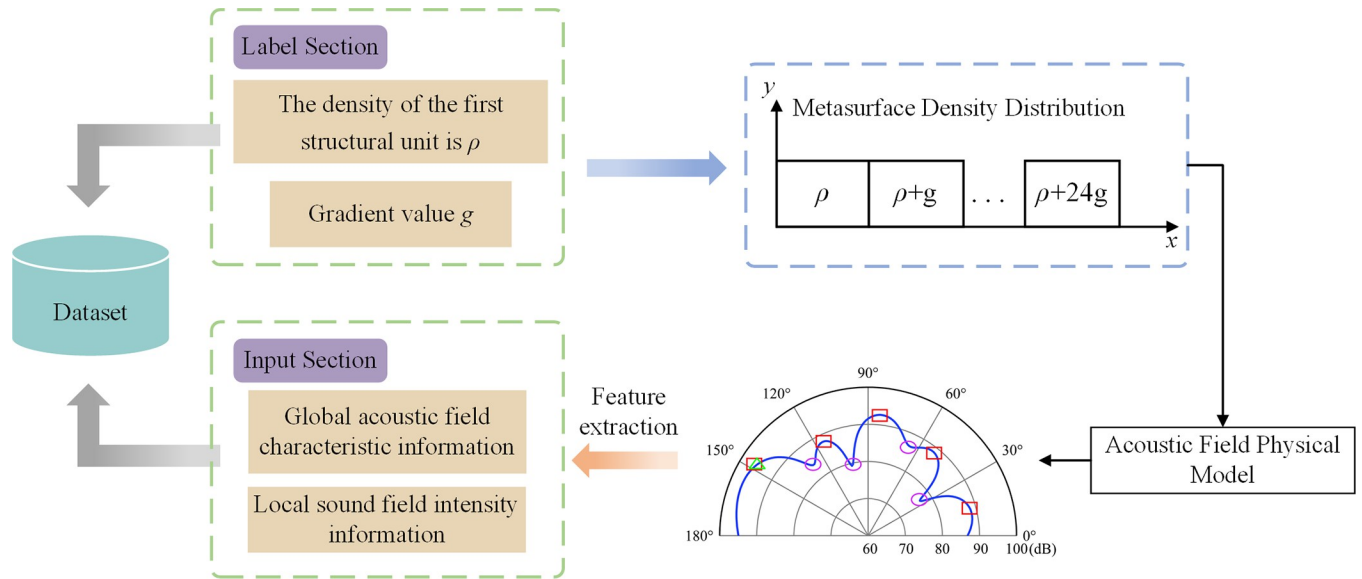 Label Section
The density of the first
structural unit is ρ
Gradient value g
Dataset
Input Section
Global acoustic field
characteristic information
Local sound field intensity
information
y
Metasurface Density Distribution
ρ
ρ+g
. . .
ρ+24g
x
Feature
extraction
90°
120°
60°
150°
30°
180°
0°
60
70
80
90
100(dB)
Acoustic Field Physical
Model